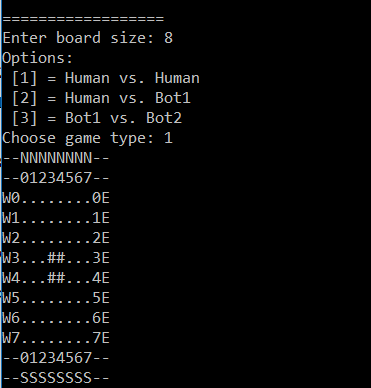 ==================
Enter board size: 8
Options:
[1] = Human vs. Human
[2] = Human vs. Bot1
[3] = Bot1 vs. Bot2
Choose game type: 1
--NNNNNNNN--
--01234567--
W0........0E
W1........1E
W2........2E
W3...##...3E
W4...##...4E
W5........5E
W6........6E
W7........7E
--01234567--
--SSSSSSSS--